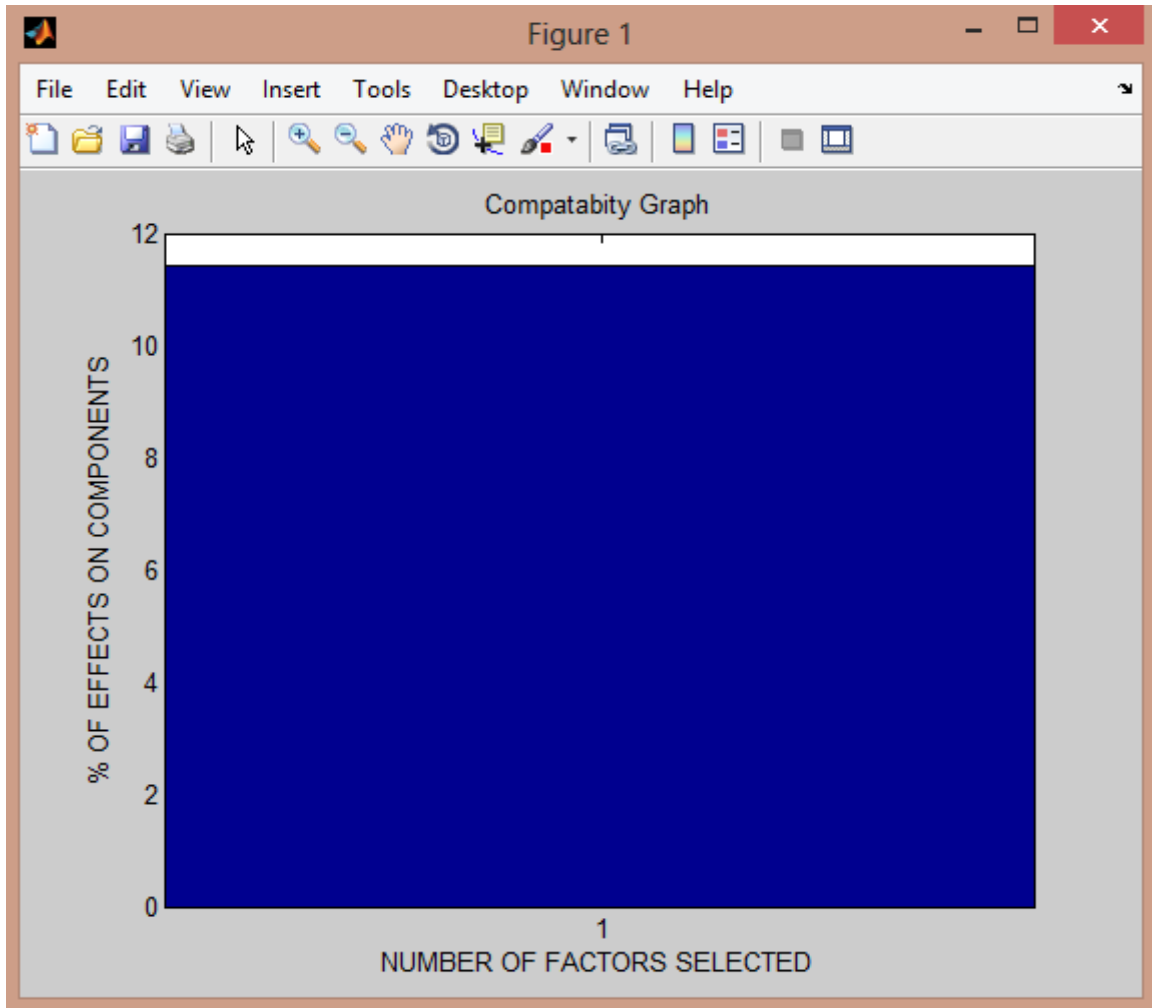 Figure 1
File Edit View Insert Tools Desktop Window Help
Compatabity Graph
12
10
8
6
4
2
0
% OF EFFECTS ON COMPONENTS
1
NUMBER OF FACTORS SELECTED